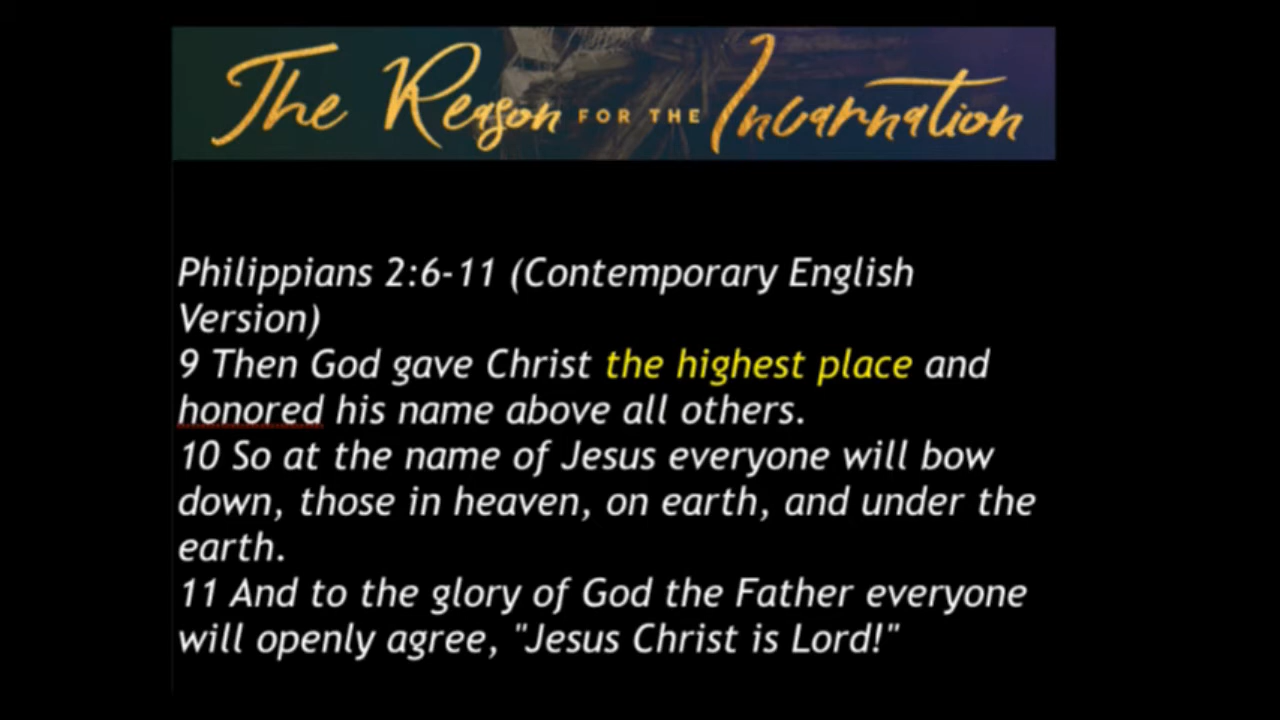 The Reason FOR THE Incarnation
Philippians 2:6-11 (Contemporary English
Version)
9 Then God gave Christ the highest place and
honored his name above all others.
10 So at the name of Jesus everyone will bow
down, those in heaven, on earth, and under the
earth.
11 And to the glory of God the Father everyone
will openly agree, "Jesus Christ is Lord!"